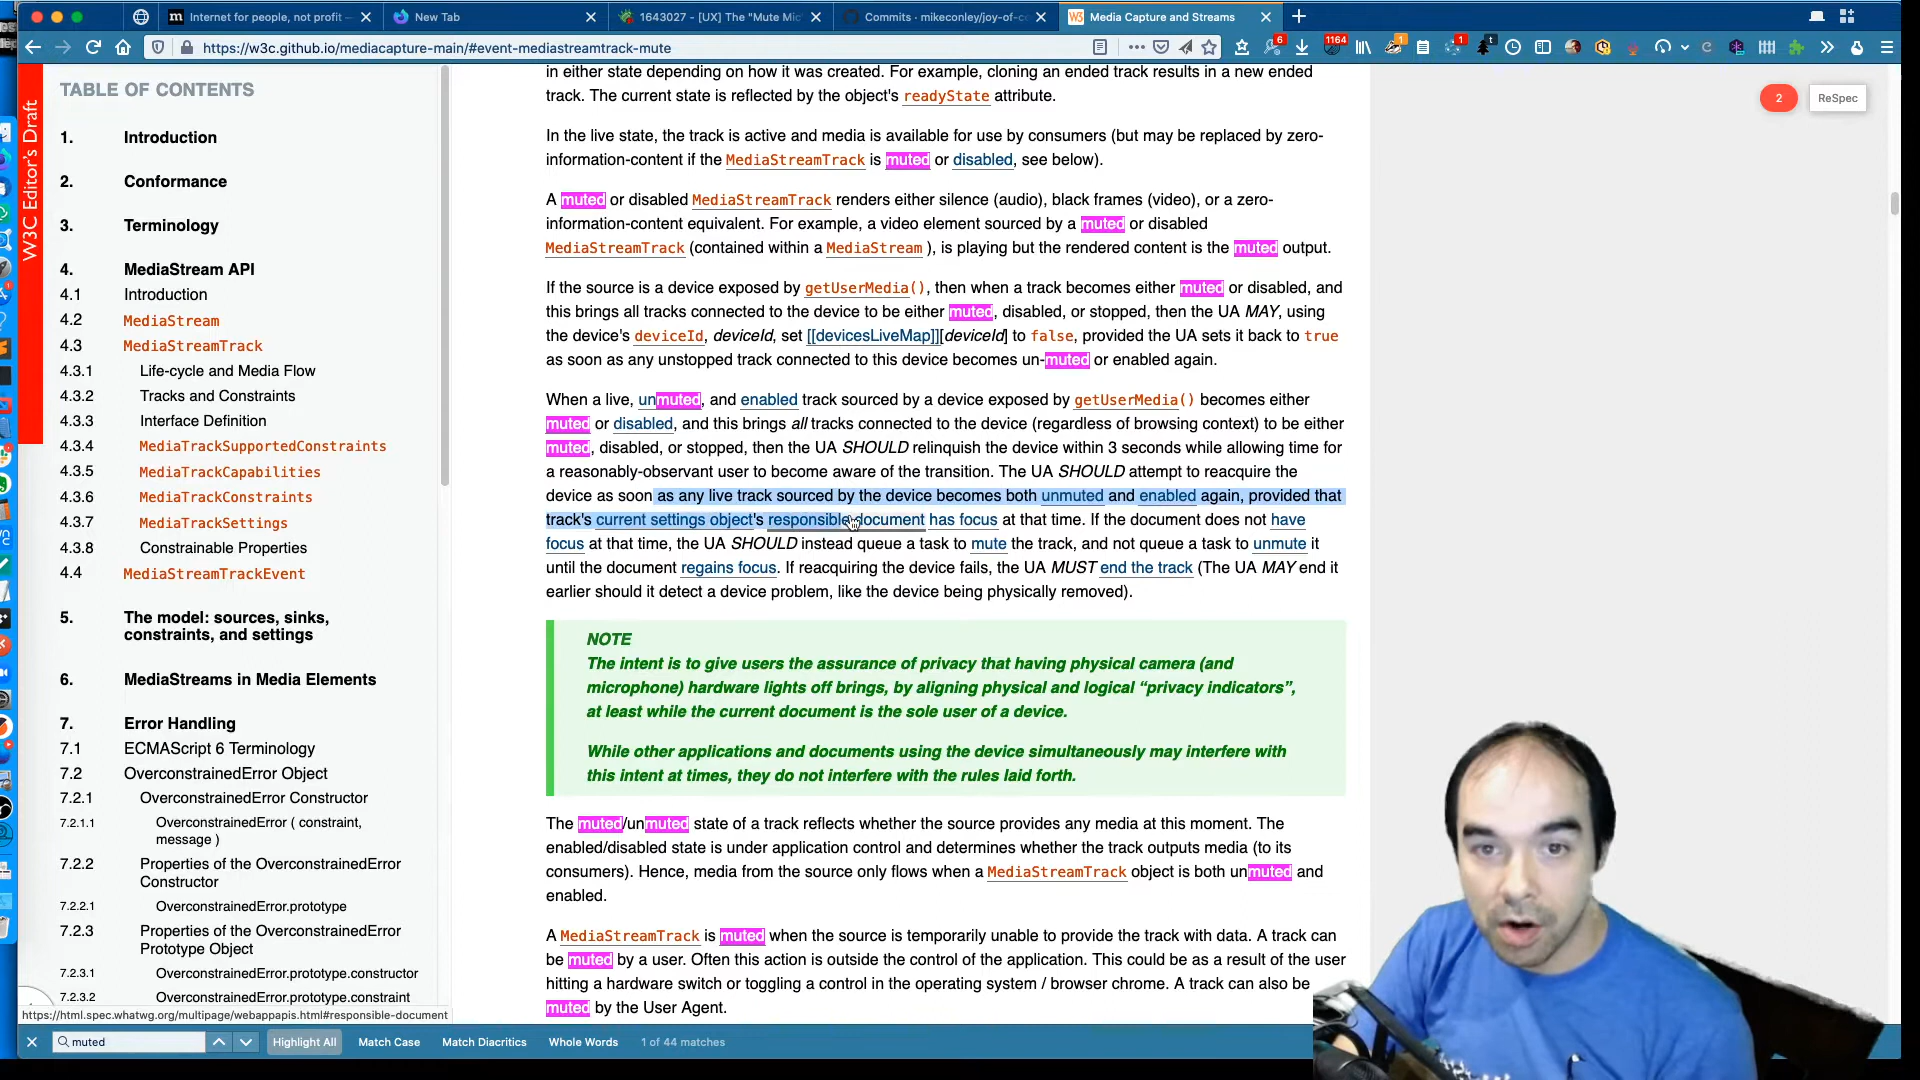 Internet for people, not profit —
New Tab
1643027 - [UX] The "Mute Mic
Commits · mikeconley/joy-of-co
Media Capture and Streams
https://w3c.github.io/mediacapture-main/#event-mediastreamtrack-mute
6
1164
1
1
W3C Editor's Draft
TABLE OF CONTENTS
1. Introduction
2. Conformance
3. Terminology
4. MediaStream API
4.1 Introduction
4.2 MediaStream
4.3 MediaStreamTrack
4.3.1 Life-cycle and Media Flow
4.3.2 Tracks and Constraints
4.3.3 Interface Definition
4.3.4 MediaTrackSupportedConstraints
4.3.5 MediaTrackCapabilities
4.3.6 MediaTrackConstraints
4.3.7 MediaTrackSettings
4.3.8 Constrainable Properties
4.4 MediaStreamTrackEvent
5. The model: sources, sinks,
constraints, and settings
6. MediaStreams in Media Elements
7. Error Handling
7.1 ECMAScript 6 Terminology
7.2 OverconstrainedError Object
7.2.1 OverconstrainedError Constructor
7.2.1.1 OverconstrainedError ( constraint,
message )
7.2.2 Properties of the OverconstrainedError
Constructor
7.2.2.1 OverconstrainedError.prototype
7.2.3 Properties of the OverconstrainedError
Prototype Object
7.2.3.1 OverconstrainedError.prototype.constructor
7.2.3.2 OverconstrainedError.prototype.constraint
https://html.spec.whatwg.org/multipage/webappapis.html#responsible-document
in either state depending on how it was created. For example, cloning an ended track results in a new ended
track. The current state is reflected by the object's readyState attribute.
In the live state, the track is active and media is available for use by consumers (but may be replaced by zero-
information-content if the MediaStreamTrack is muted or disabled, see below).
A muted or disabled MediaStreamTrack renders either silence (audio), black frames (video), or a zero-
information-content equivalent. For example, a video element sourced by a muted or disabled
MediaStreamTrack (contained within a MediaStream ), is playing but the rendered content is the muted output.
If the source is a device exposed by getUserMedia(), then when a track becomes either muted or disabled, and
this brings all tracks connected to the device to be either muted, disabled, or stopped, then the UA MAY, using
the device's deviceId, deviceId, set [[devicesLiveMap]][deviceId] to false, provided the UA sets it back to true
as soon as any unstopped track connected to this device becomes un-muted or enabled again.
When a live, unmuted, and enabled track sourced by a device exposed by getUserMedia() becomes either
muted or disabled, and this brings all tracks connected to the device (regardless of browsing context) to be either
muted, disabled, or stopped, then the UA SHOULD relinquish the device within 3 seconds while allowing time for
a reasonably-observant user to become aware of the transition. The UA SHOULD attempt to reacquire the
device as soon as any live track sourced by the device becomes both unmuted and enabled again, provided that
track's current settings object's responsible document has focus at that time. If the document does not have
focus at that time, the UA SHOULD instead queue a task to mute the track, and not queue a task to unmute it
until the document regains focus. If reacquiring the device fails, the UA MUST end the track (The UA MAY end it
earlier should it detect a device problem, like the device being physically removed).
NOTE
The intent is to give users the assurance of privacy that having physical camera (and
microphone) hardware lights off brings, by aligning physical and logical “privacy indicators”,
at least while the current document is the sole user of a device.
While other applications and documents using the device simultaneously may interfere with
this intent at times, they do not interfere with the rules laid forth.
The muted/unmuted state of a track reflects whether the source provides any media at this moment. The
enabled/disabled state is under application control and determines whether the track outputs media (to its
consumers). Hence, media from the source only flows when a MediaStreamTrack object is both unmuted and
enabled.
A MediaStreamTrack is muted when the source is temporarily unable to provide the track with data. A track can
be muted by a user. Often this action is outside the control of the application. This could be as a result of the user
hitting a hardware switch or toggling a control in the operating system / browser chrome. A track can also be
muted by the User Agent.
2
ReSpec
muted
Highlight All
Match Case
Match Diacritics
Whole Words
1 of 44 matches